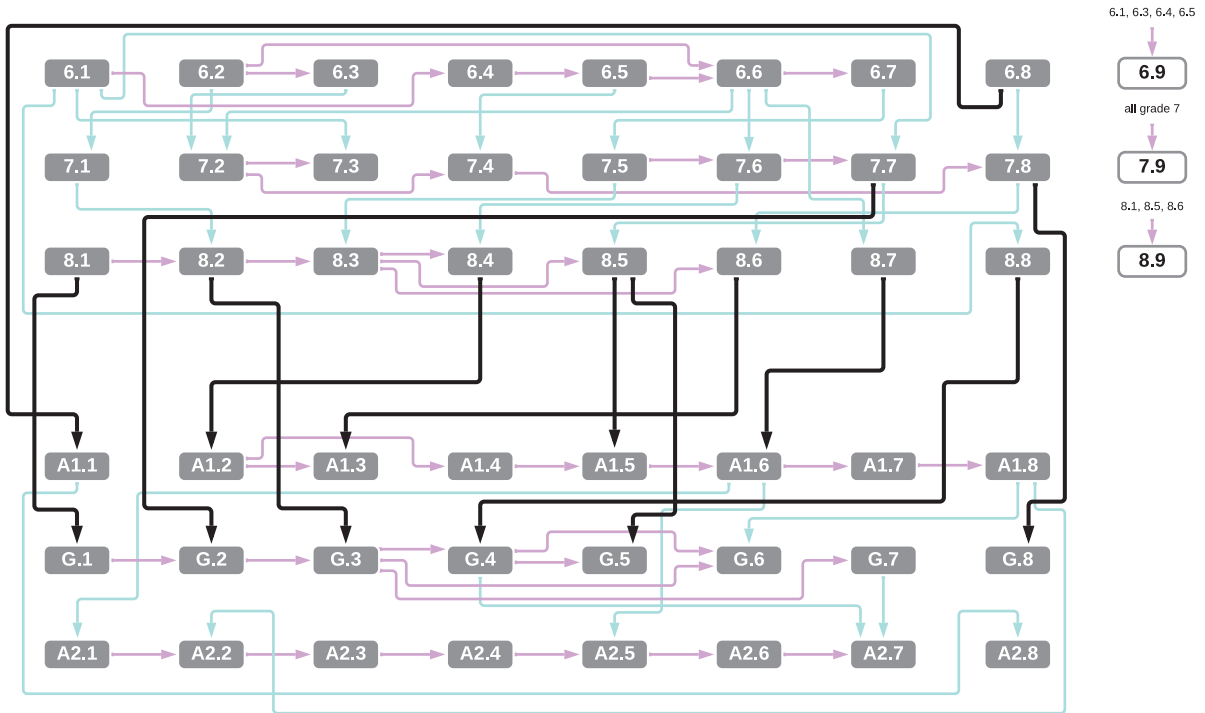 6.1, 6.3, 6.4, 6.5
6.1 6.2 6.3 6.4 6.5 6.6 6.7 6.8 6.9
all grade 7
7.1 7.2 7.3 7.4 7.5 7.6 7.7 7.8 7.9
8.1, 8.5, 8.6
8.1 8.2 8.3 8.4 8.5 8.6 8.7 8.8 8.9
A1.1 A1.2 A1.3 A1.4 A1.5 A1.6 A1.7 A1.8
G.1 G.2 G.3 G.4 G.5 G.6 G.7 G.8
A2.1 A2.2 A2.3 A2.4 A2.5 A2.6 A2.7 A2.8